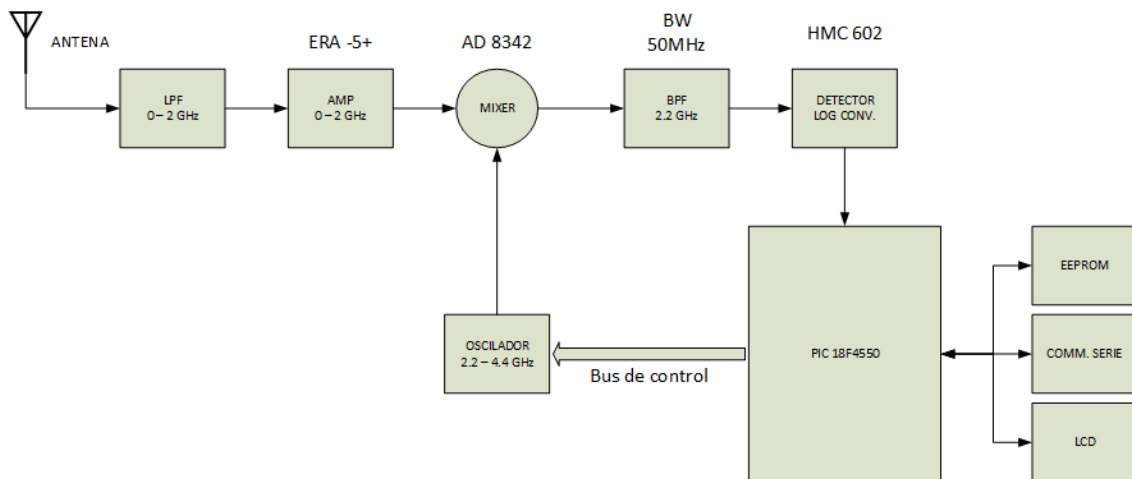 ANTENA
ERA -5+
AD 8342
BW
50MHz
HMC 602
LPF
0 – 2 GHz
AMP
0 – 2 GHz
MIXER
BPF
2.2 GHz
DETECTOR
LOG CONV.
OSCILADOR
2.2 – 4.4 GHz
Bus de control
PIC 18F4550
EEPROM
COMM. SERIE
LCD